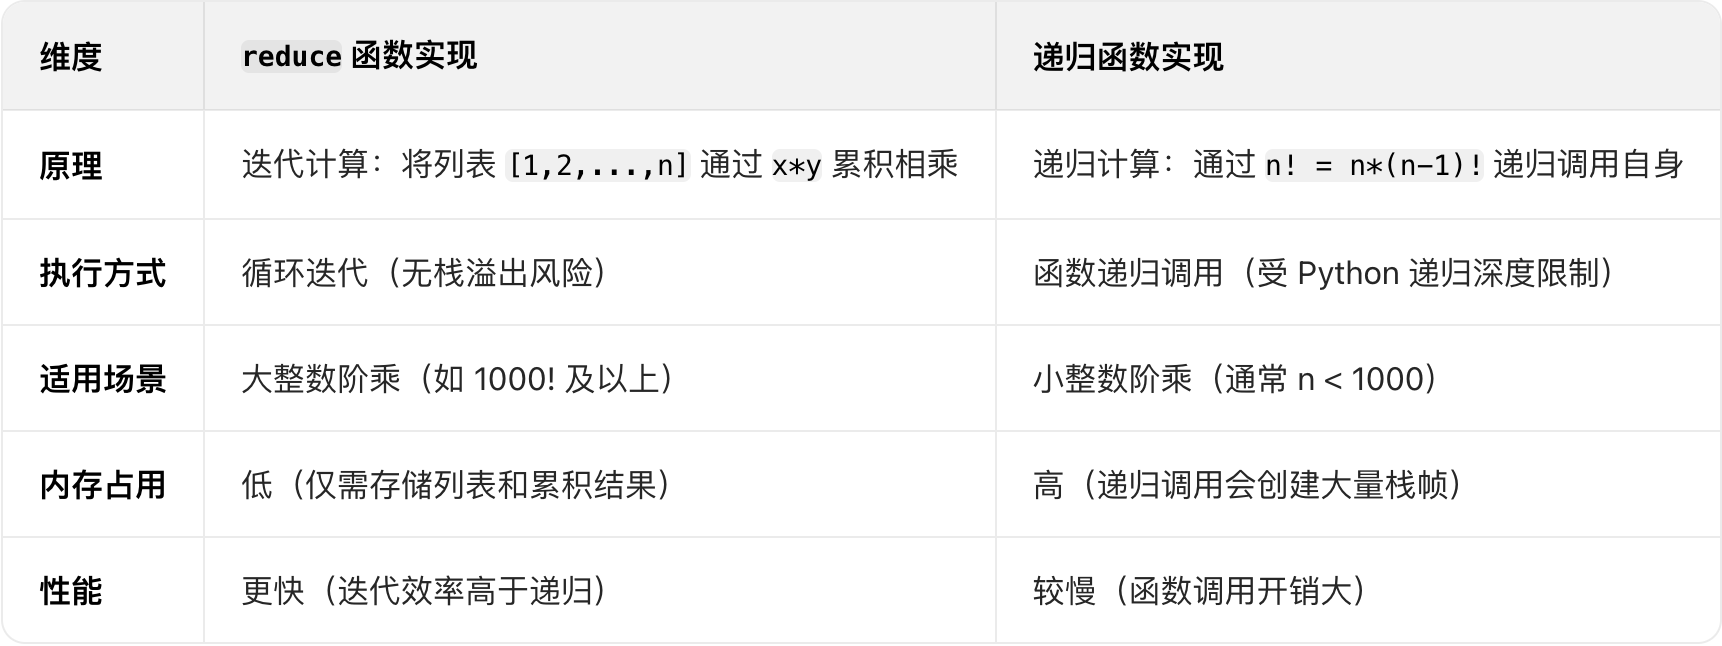 维度 reduce 函数实现 递归函数实现
原理 迭代计算：将列表 [1,2,...,n] 通过 x*y 累积相乘 递归计算：通过 n! = n*(n-1)! 递归调用自身
执行方式 循环迭代（无栈溢出风险） 函数递归调用（受 Python 递归深度限制）
适用场景 大整数阶乘（如 1000! 及以上） 小整数阶乘（通常 n < 1000）
内存占用 低（仅需存储列表和累积结果） 高（递归调用会创建大量栈帧）
性能 更快（迭代效率高于递归） 较慢（函数调用开销大）